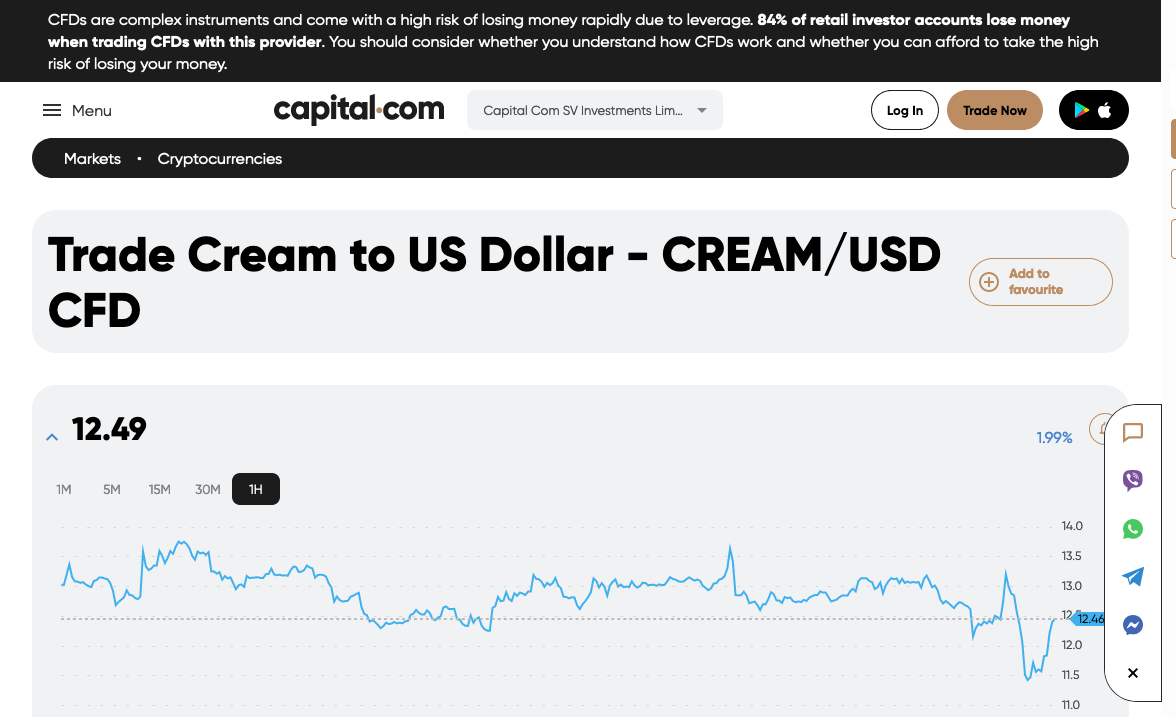 CFDs are complex instruments and come with a high risk of losing money rapidly due to leverage. 84% of retail investor accounts lose money
when trading CFDs with this provider. You should consider whether you understand how CFDs work and whether you can afford to take the high
risk of losing your money.
Menu
capital.com
Capital Com SV Investments Lim...
Log In
Trade Now
Markets • Cryptocurrencies
Trade Cream to US Dollar - CREAM/USD
CFD
Add to
favourite
12.49
1.99%
1M 5M 15M 30M 1H
14.0
13.5
13.0
12.5
12.46
12.0
11.5
11.0